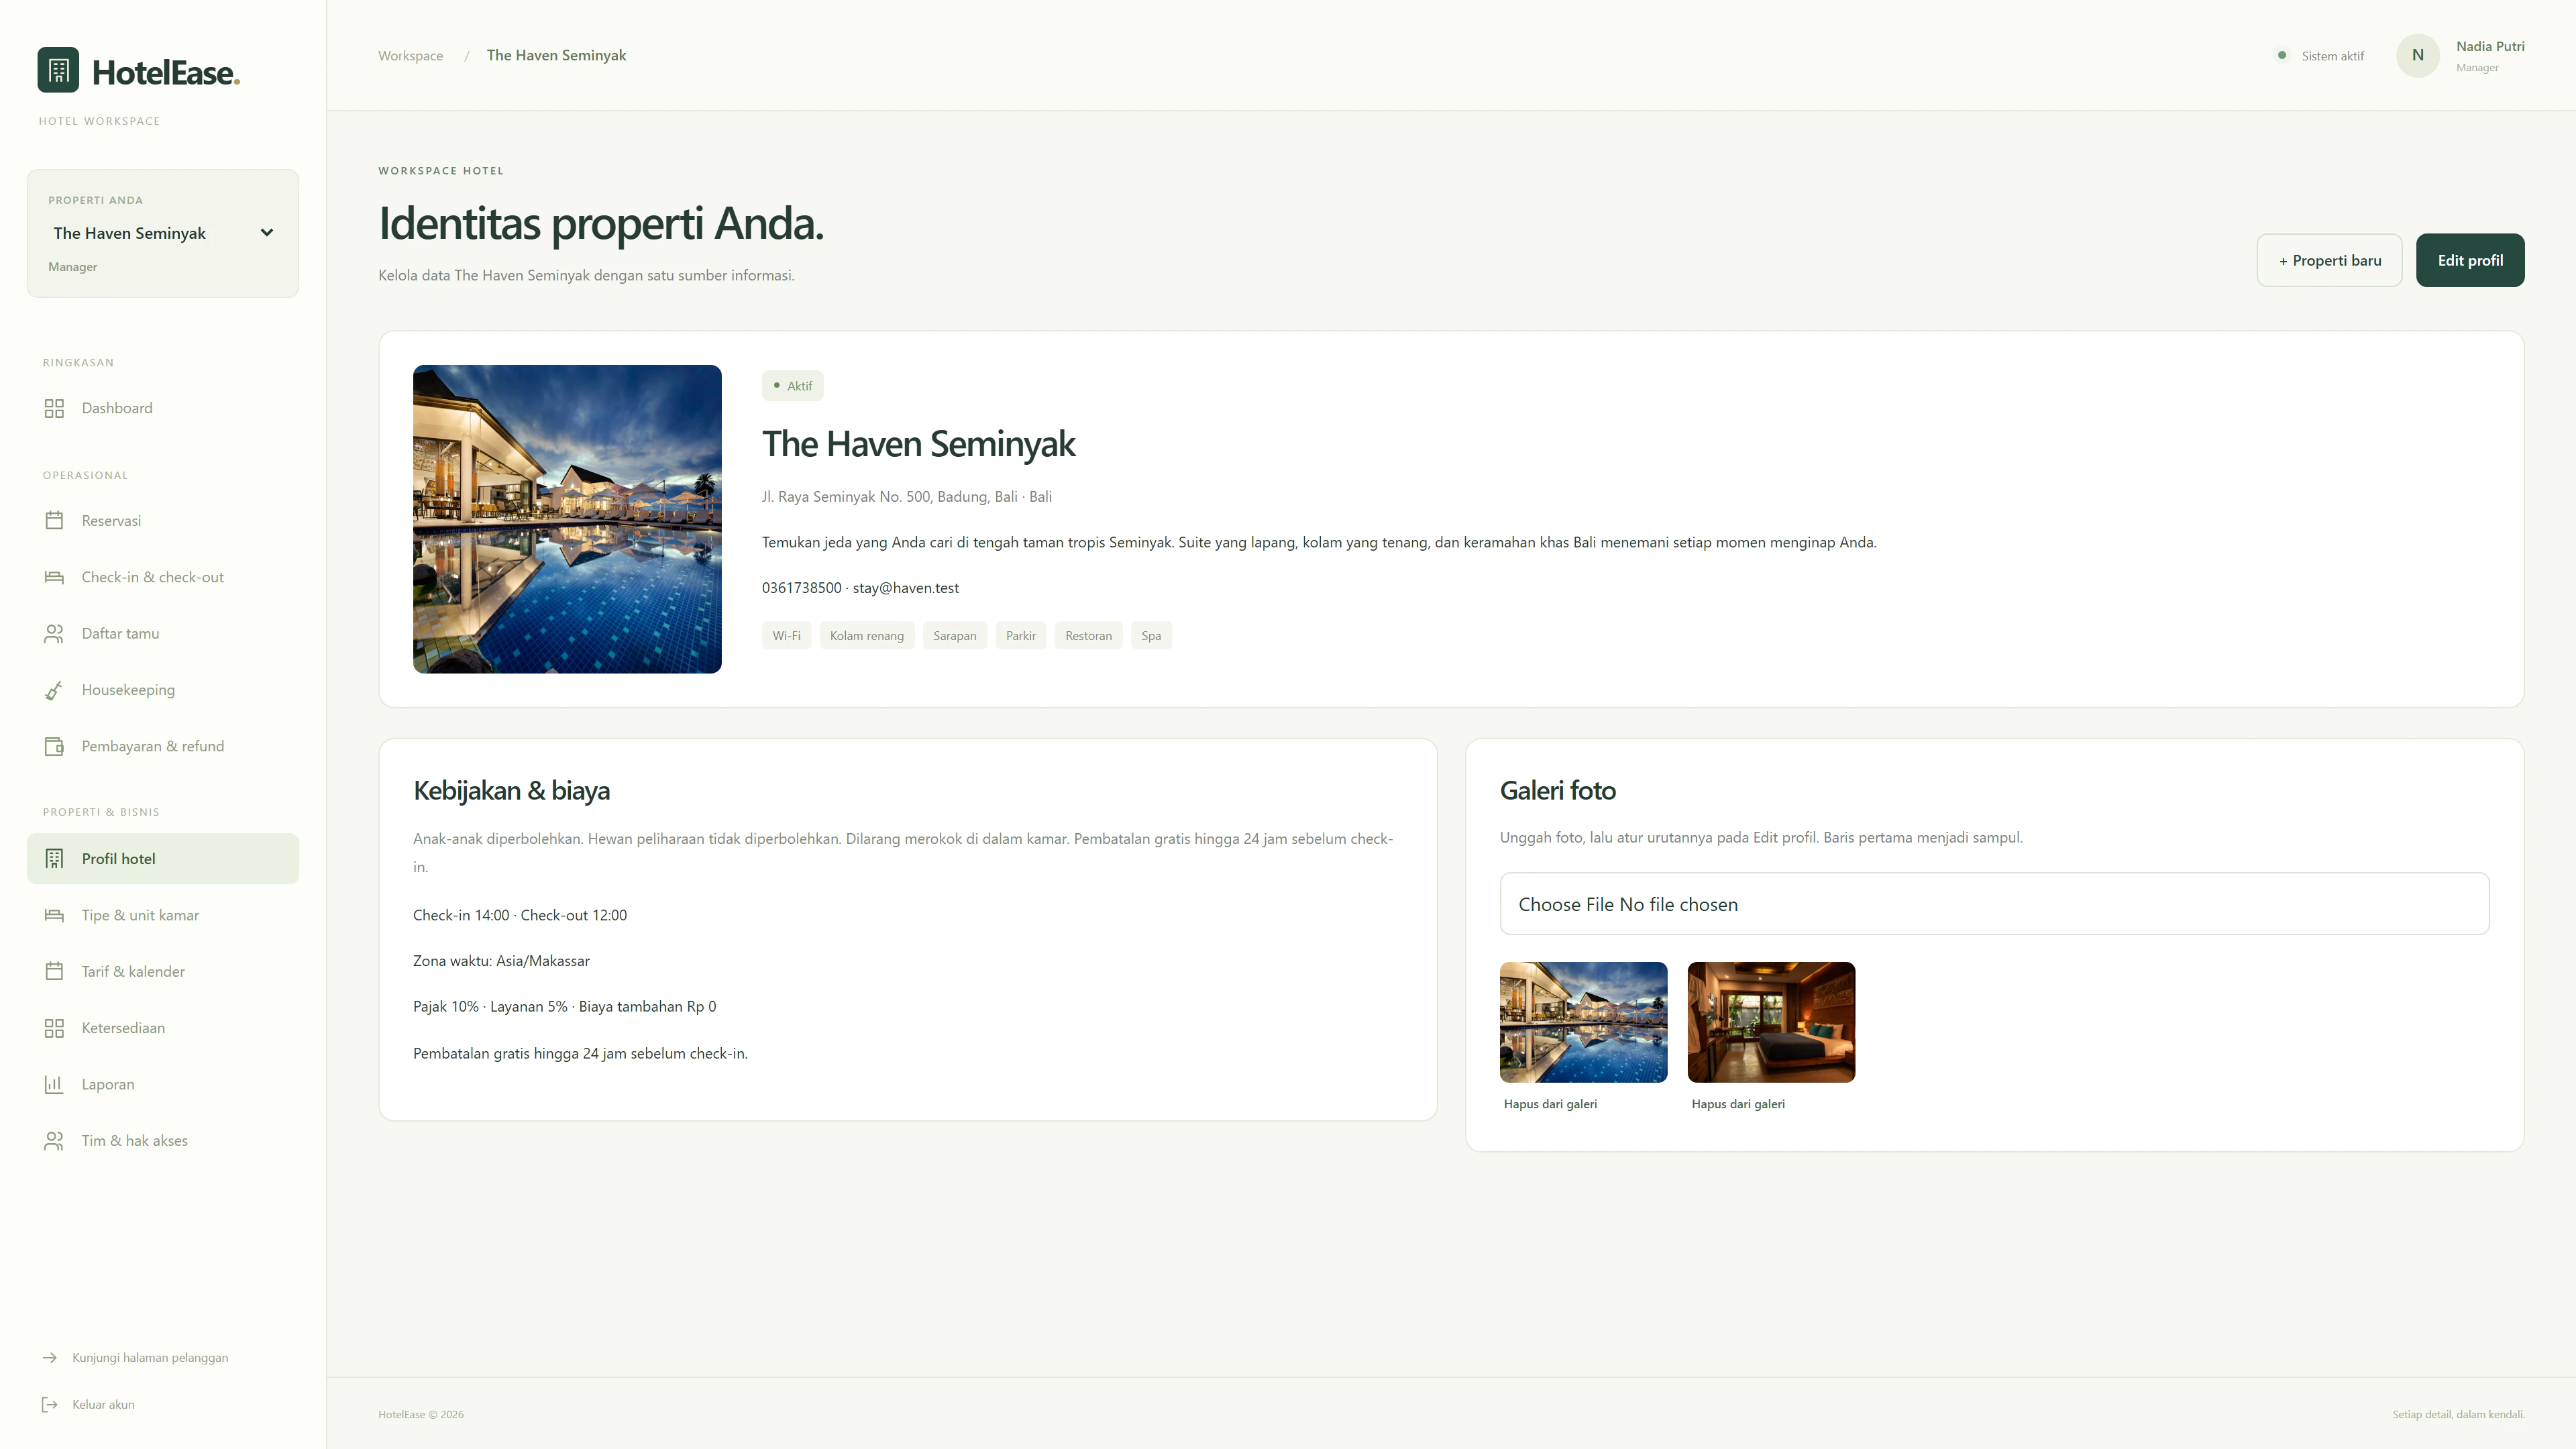 HotelEase.
HOTEL WORKSPACE
PROPERTI ANDA
The Haven Seminyak
Manager
RINGKASAN
Dashboard
OPERASIONAL
Reservasi
Check-in & check-out
Daftar tamu
Housekeeping
Pembayaran & refund
PROPERTI & BISNIS
Profil hotel
Tipe & unit kamar
Tarif & kalender
Ketersediaan
Laporan
Tim & hak akses
Kunjungi halaman pelanggan
Keluar akun
Workspace / The Haven Seminyak
Sistem aktif
N
Nadia Putri
Manager
WORKSPACE HOTEL
Identitas properti Anda.
Kelola data The Haven Seminyak dengan satu sumber informasi.
+ Properti baru
Edit profil
Aktif
The Haven Seminyak
Jl. Raya Seminyak No. 500, Badung, Bali · Bali
Temukan jeda yang Anda cari di tengah taman tropis Seminyak. Suite yang lapang, kolam yang tenang, dan keramahan khas Bali menemani setiap momen menginap Anda.
0361738500 · stay@haven.test
Wi-Fi Kolam renang Sarapan Parkir Restoran Spa
Kebijakan & biaya
Anak-anak diperbolehkan. Hewan peliharaan tidak diperbolehkan. Dilarang merokok di dalam kamar. Pembatalan gratis hingga 24 jam sebelum check-
in.
Check-in 14:00 · Check-out 12:00
Zona waktu: Asia/Makassar
Pajak 10% · Layanan 5% · Biaya tambahan Rp 0
Pembatalan gratis hingga 24 jam sebelum check-in.
Galeri foto
Unggah foto, lalu atur urutannya pada Edit profil. Baris pertama menjadi sampul.
Choose File No file chosen
Hapus dari galeri
Hapus dari galeri
HotelEase © 2026
Setiap detail, dalam kendali.